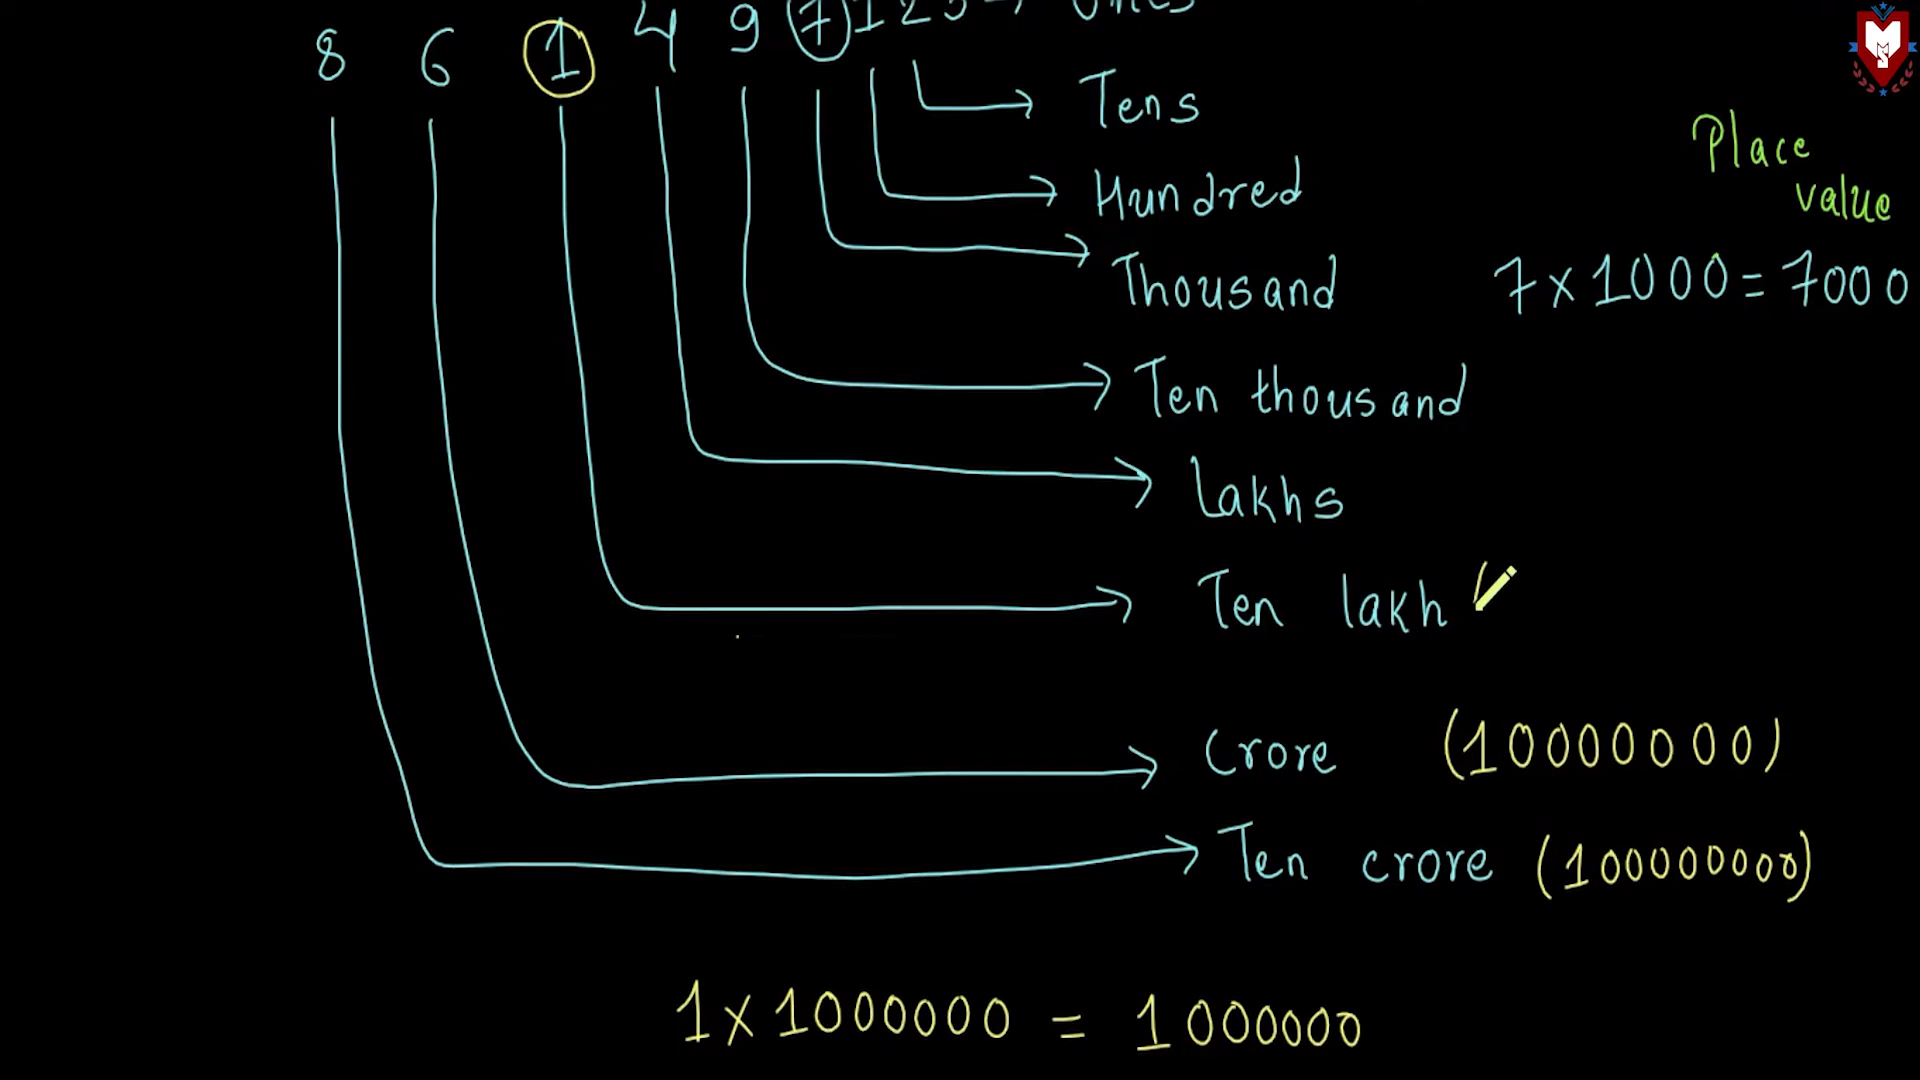 8 6 1 4 9 7 1 2
Tens
Hundred
Thousand
Ten thousand
Lakhs
Ten lakh (
Crore (10000000)
Ten crore (100000000)
Place
value
7 x 1000 = 7000
1 x 1000000 = 1000000